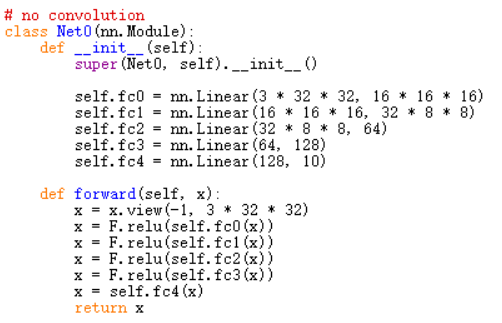 # no convolution
class Net0(nn.Module):
    def __init__(self):
        super(Net0, self).__init__()

        self.fc0 = nn.Linear(3 * 32 * 32, 16 * 16 * 16)
        self.fc1 = nn.Linear(16 * 16 * 16, 32 * 8 * 8)
        self.fc2 = nn.Linear(32 * 8 * 8, 64)
        self.fc3 = nn.Linear(64, 128)
        self.fc4 = nn.Linear(128, 10)

    def forward(self, x):
        x = x.view(-1, 3 * 32 * 32)
        x = F.relu(self.fc0(x))
        x = F.relu(self.fc1(x))
        x = F.relu(self.fc2(x))
        x = F.relu(self.fc3(x))
        x = self.fc4(x)
        return x